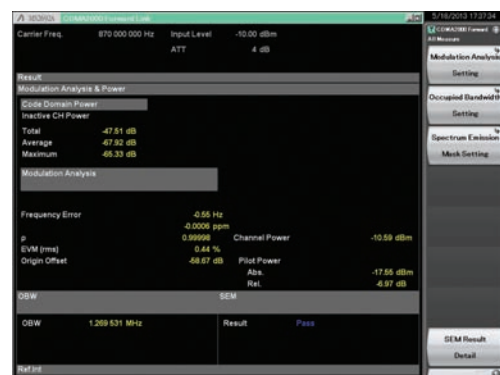 CDMA2000 Forward Link
5/16/2013 17:37:34
Carrier Freq. 870 000 000 Hz Input Level -10.00 dBm
ATT 4 dB
CDMA2000 Forward
All Measure
Modulation Analysis
Setting
Occupied Bandwidth
Setting
Spectrum Emission
Mask Setting
SEM Result
Detail
Result
Modulation Analysis & Power
Code Domain Power
Inactive CH Power
Total -47.51 dB
Average -67.92 dB
Maximum -65.33 dB
Modulation Analysis
Frequency Error -0.55 Hz
-0.0006 ppm
ρ 0.99998 Channel Power -10.59 dBm
EVM (rms) 0.44 %
Origin Offset -68.67 dB Pilot Power
Abs. -17.55 dBm
Rel. -6.97 dB
OBW SEM
OBW 1.269 531 MHz Result Pass
Ref.Int